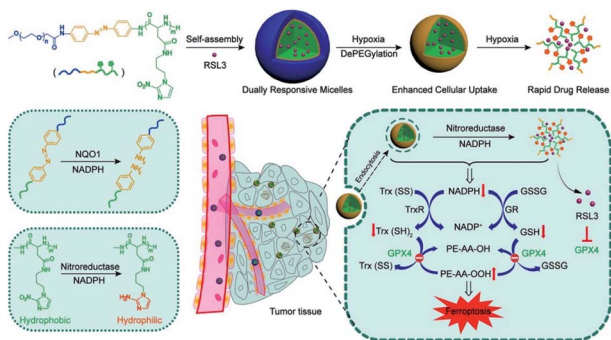 Self-assembly
RSL3
Dually Responsive Micelles
Hypoxia
DePEGylation
Enhanced Cellular Uptake
Hypoxia
Rapid Drug Release
NQO1
NADPH
Nitroreductase
NADPH
Hydrophobic
Hydrophilic
Tumor tissue
Endocytosis
Nitroreductase
NADPH
Trx (SS)
NADPH
GSSG
TrxR
GR
Trx (SH)₂
NADP⁺
GSH
RSL3
GPX4
PE-AA-OH
GPX4
GPX4
Trx (SS)
PE-AA-OOH
GSSG
Ferroptosis